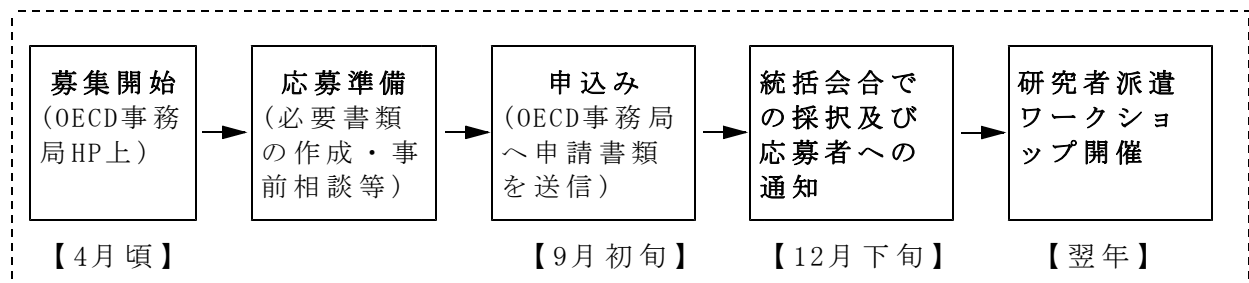 募集開始
(OECD事務
局HP上)
応募準備
(必要書類
の作成・事
前相談等)
申込み
(OECD事務局
へ申請書類
を送信)
統括会合で
の採択及び
応募者への
通知
研究者派遣
ワークショ
ップ開催
【4月頃】
【9月初旬】
【12月下旬】
【翌年】